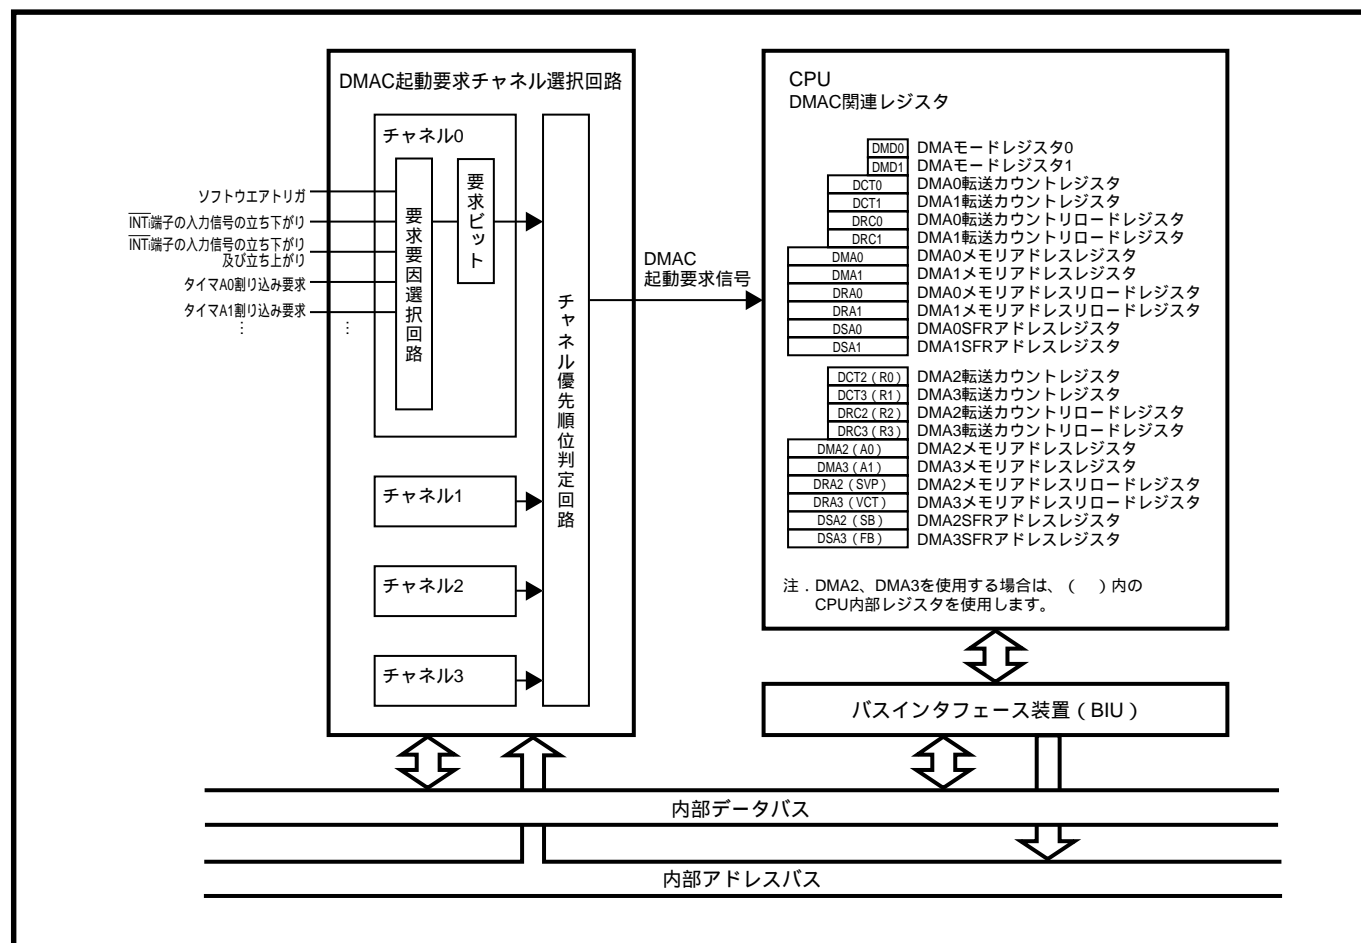 DMAC起動要求チャネル選択回路
チャネル0
要求要因選択回路
要求ビット
ソフトウエアトリガ
INTi端子の入力信号の立ち下がり
INTi端子の入力信号の立ち下がり
及び立ち上がり
タイマA0割り込み要求
タイマA1割り込み要求
…
…
チャネル1
チャネル2
チャネル3
チャネル優先順位判定回路
DMAC
起動要求信号
CPU
DMAC関連レジスタ
DMD0 DMAモードレジスタ0
DMD1 DMAモードレジスタ1
DCT0 DMA0転送カウントレジスタ
DCT1 DMA1転送カウントレジスタ
DRC0 DMA0転送カウントリロードレジスタ
DRC1 DMA1転送カウントリロードレジスタ
DMA0 DMA0メモリアドレスレジスタ
DMA1 DMA1メモリアドレスレジスタ
DRA0 DMA0メモリアドレスリロードレジスタ
DRA1 DMA1メモリアドレスリロードレジスタ
DSA0 DMA0SFRアドレスレジスタ
DSA1 DMA1SFRアドレスレジスタ
DCT2(R0) DMA2転送カウントレジスタ
DCT3(R1) DMA3転送カウントレジスタ
DRC2(R2) DMA2転送カウントリロードレジスタ
DRC3(R3) DMA3転送カウントリロードレジスタ
DMA2(A0) DMA2メモリアドレスレジスタ
DMA3(A1) DMA3メモリアドレスレジスタ
DRA2(SVP) DMA2メモリアドレスリロードレジスタ
DRA3(VCT) DMA3メモリアドレスリロードレジスタ
DSA2(SB) DMA2SFRアドレスレジスタ
DSA3(FB) DMA3SFRアドレスレジスタ
注.DMA2、DMA3を使用する場合は、( )内の
CPU内部レジスタを使用します。
バスインタフェース装置(BIU)
内部データバス
内部アドレスバス